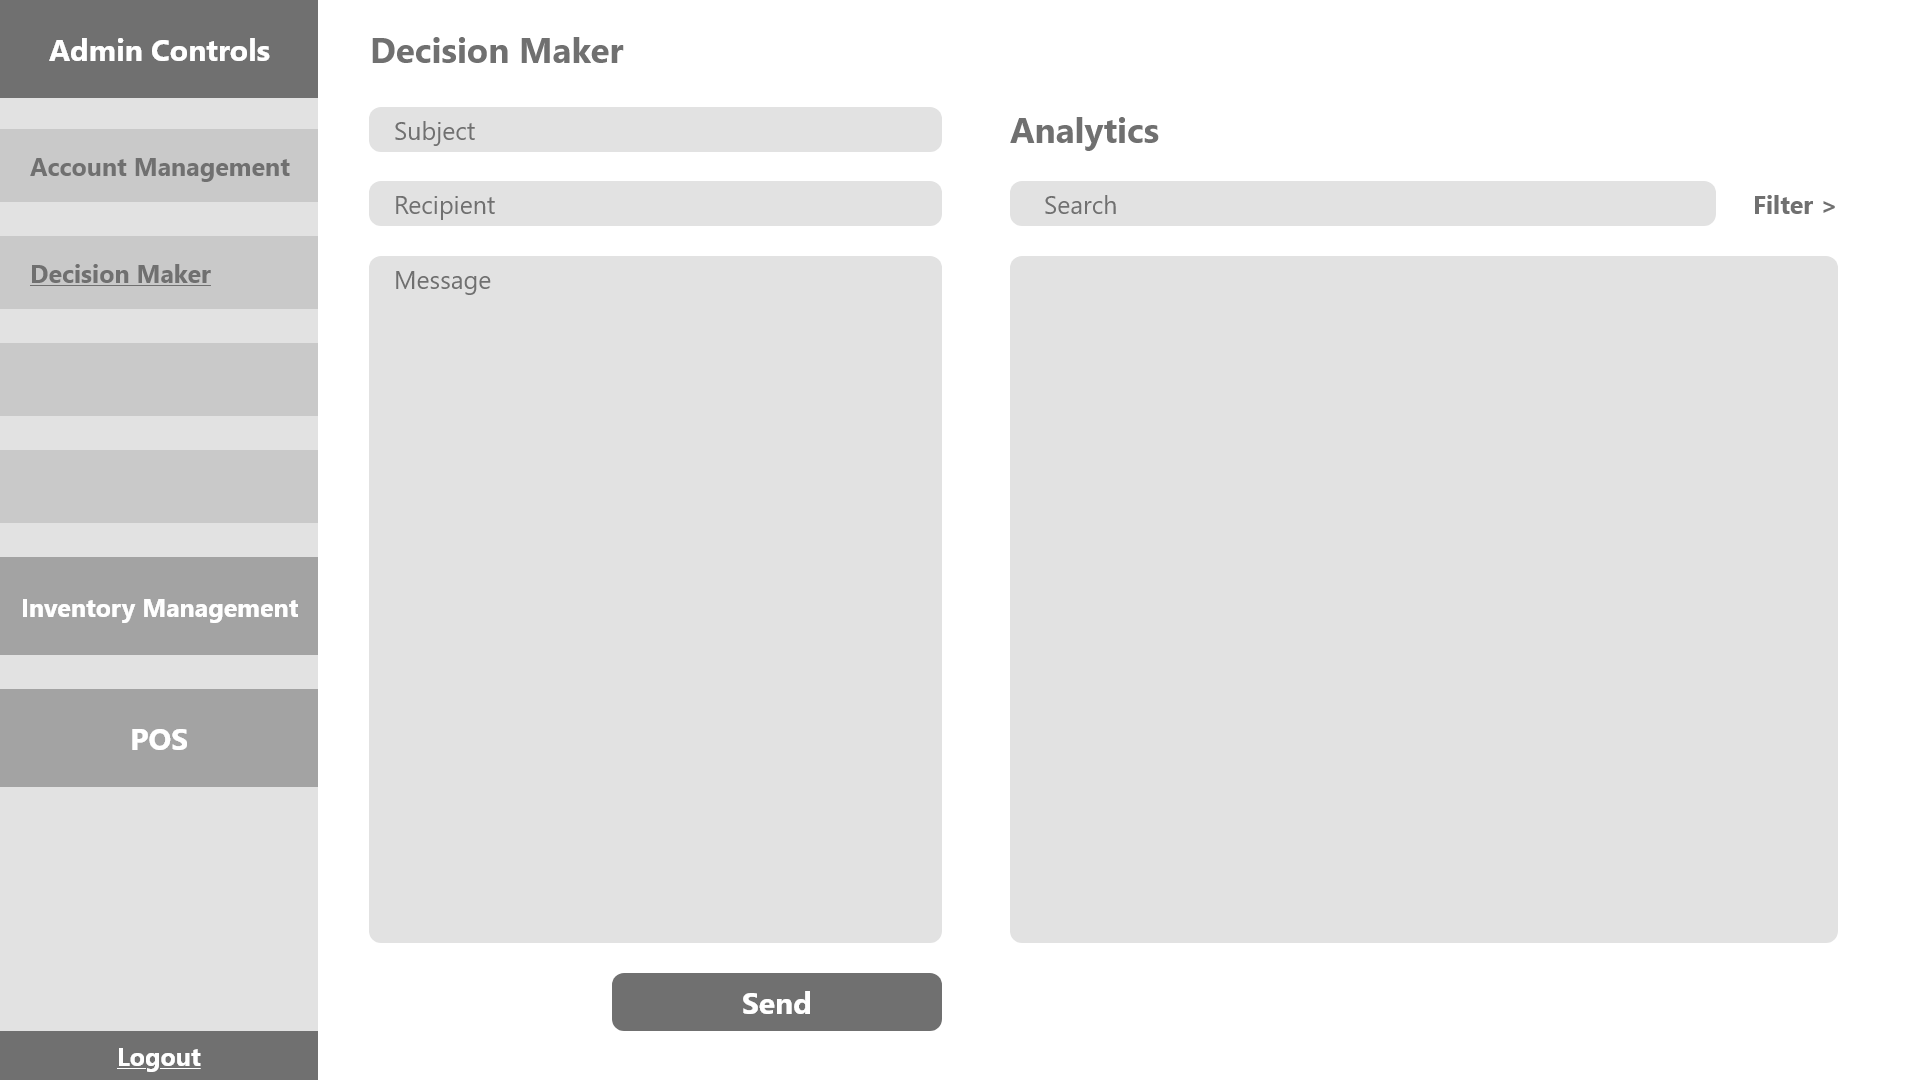 Admin Controls
Account Management
Decision Maker
Inventory Management
POS
Logout
Decision Maker
Subject
Recipient
Message
Send
Analytics
Search
Filter >